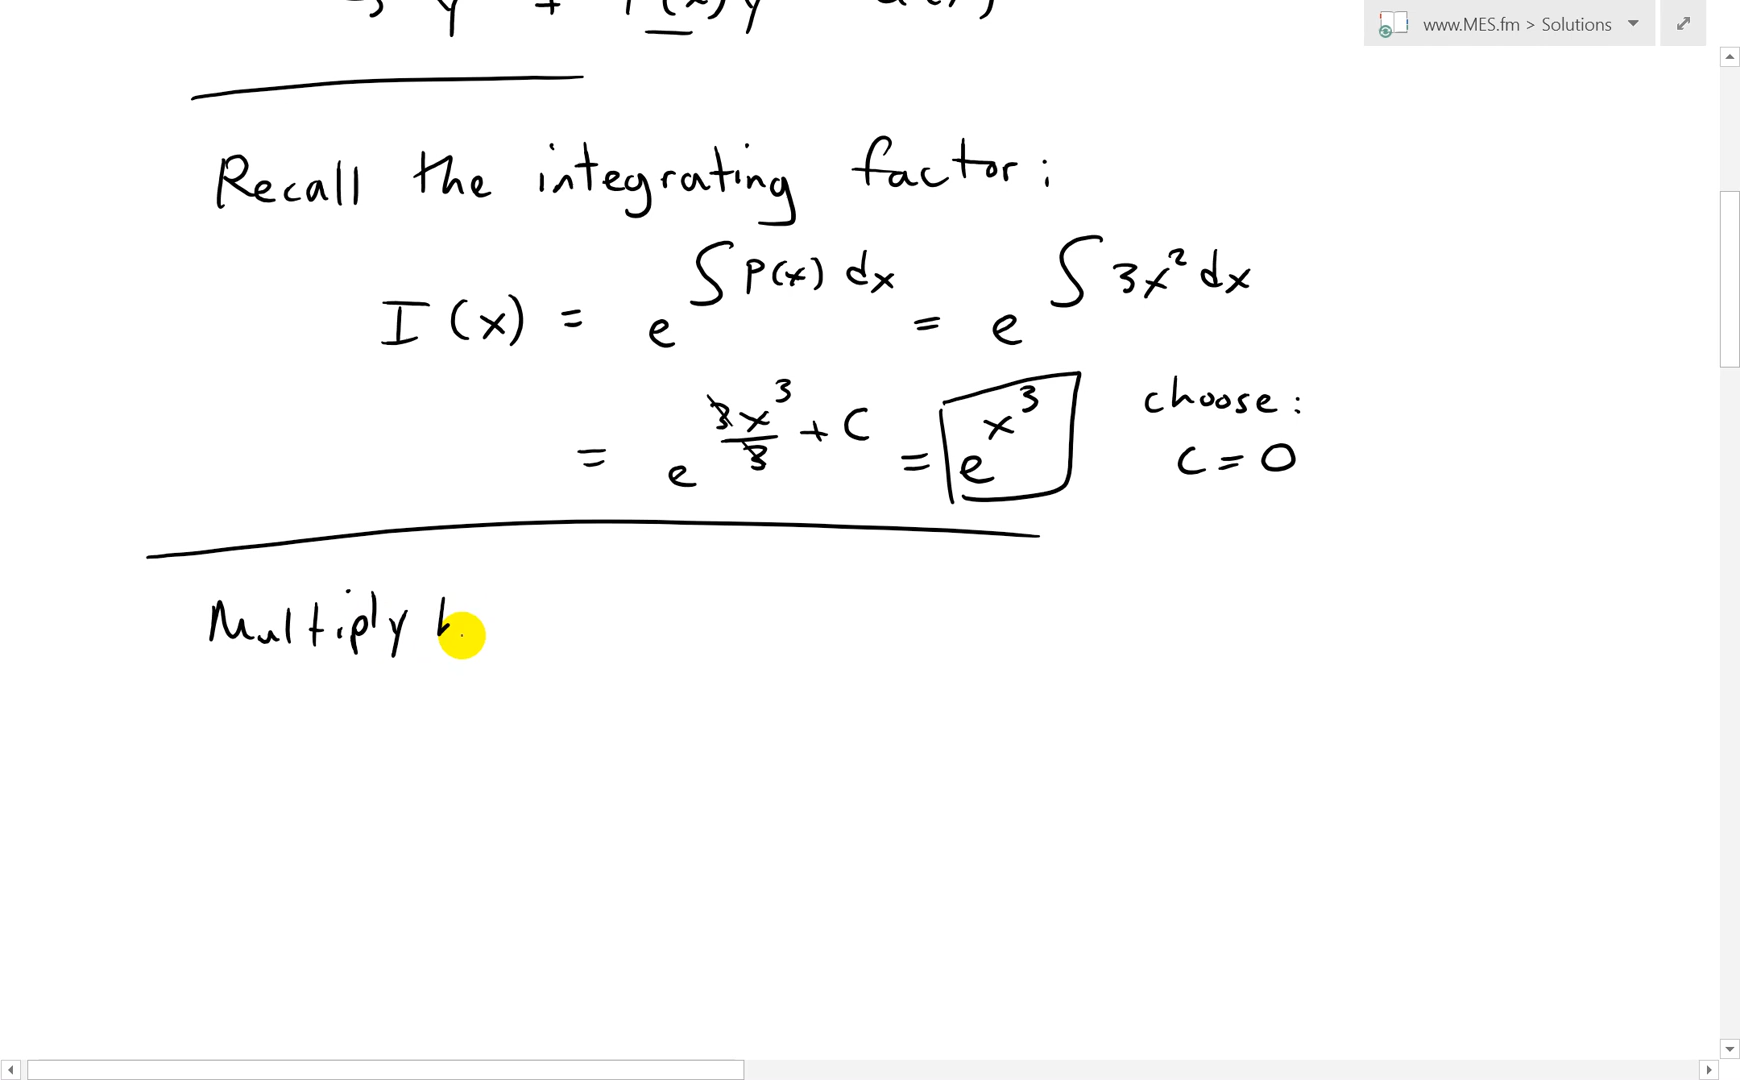 www.MES.fm > Solutions
Recall the integrating factor:
I(x) = e^{∫P(x) dx} = e^{∫3x² dx}
= e^{3x³/3 + C} = e^{x³} choose:
C = 0
Multiply